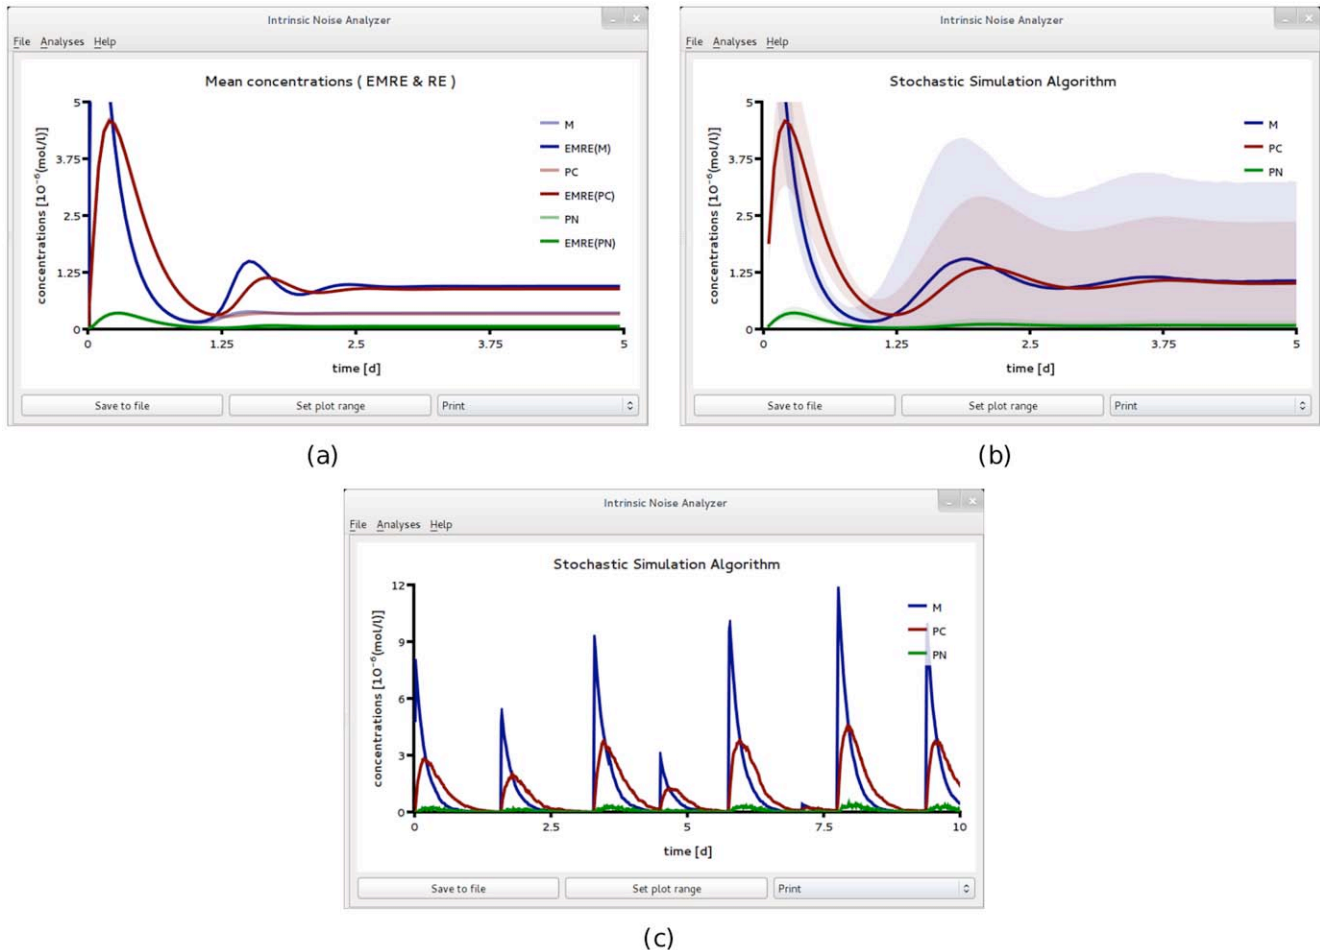 Intrinsic Noise Analyzer
File Analyses Help
Mean concentrations ( EMRE & RE )
concentrations [10⁻⁶(mol/l)]
5
3.75
2.5
1.25
0
M
EMRE(M)
PC
EMRE(PC)
PN
EMRE(PN)
0 1.25 2.5 3.75 5
time [d]
Save to file Set plot range Print
(a)
Intrinsic Noise Analyzer
File Analyses Help
Stochastic Simulation Algorithm
concentrations [10⁻⁶(mol/l)]
5
3.75
2.5
1.25
0
M
PC
PN
0 1.25 2.5 3.75 5
time [d]
Save to file Set plot range Print
(b)
Intrinsic Noise Analyzer
File Analyses Help
Stochastic Simulation Algorithm
concentrations [10⁻⁶(mol/l)]
12
9
6
3
0
M
PC
PN
0 2.5 5 7.5 10
time [d]
Save to file Set plot range Print
(c)